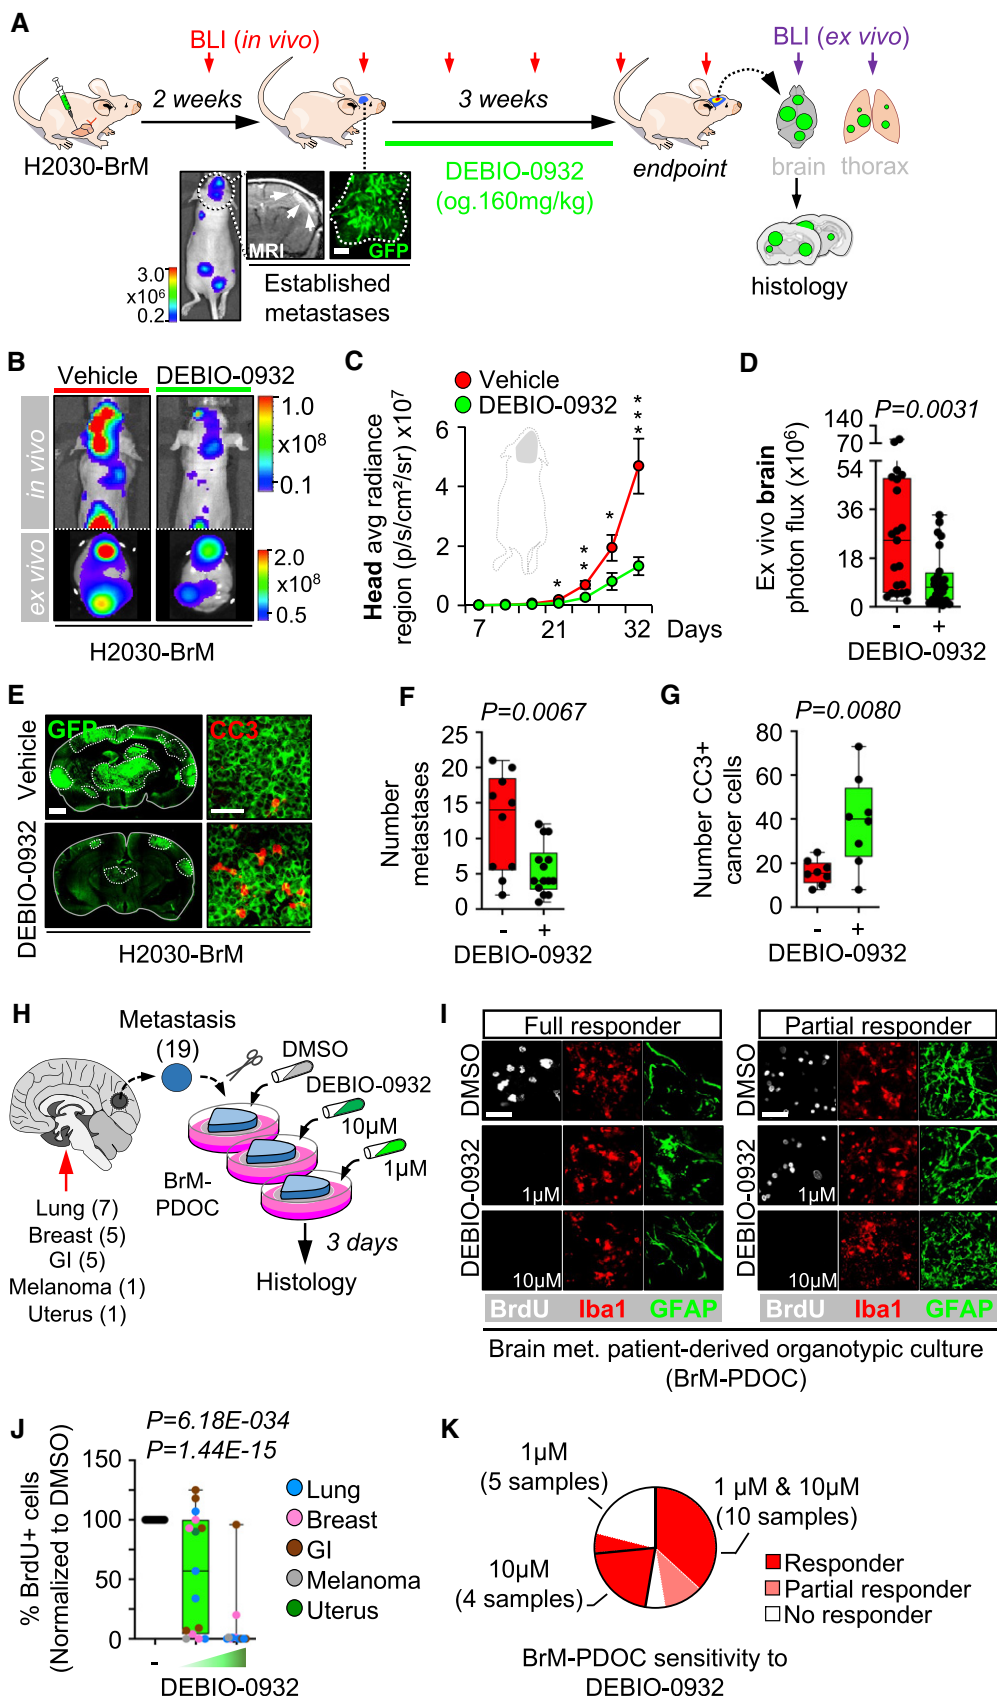 A
BLI (in vivo)
BLI (ex vivo)
2 weeks
3 weeks
H2030-BrM
DEBIO-0932
(og.160mg/kg)
endpoint
brain
thorax
MRI
GFP
3.0
x10⁶
0.2
Established
metastases
histology
B
Vehicle
DEBIO-0932
in vivo
ex vivo
1.0
x10⁸
0.1
2.0
x10⁸
0.5
H2030-BrM
C
Vehicle
DEBIO-0932
Head avg radiance
region (p/s/cm²/sr) x10⁷
6
4
2
0
*
* *
*
* * *
7
21
32
Days
D
P=0.0031
Ex vivo brain
photon flux (x10⁶)
140
70
54
36
18
0
- +
DEBIO-0932
E
Vehicle
DEBIO-0932
GFP
CC3
H2030-BrM
F
P=0.0067
Number
metastases
25
20
15
10
5
0
- +
DEBIO-0932
G
P=0.0080
Number CC3+
cancer cells
80
60
40
20
0
- +
DEBIO-0932
H
Metastasis
(19)
DMSO
DEBIO-0932
10µM
1µM
BrM-
PDOC
3 days
Histology
Lung (7)
Breast (5)
GI (5)
Melanoma (1)
Uterus (1)
I
Full responder
Partial responder
DMSO
DEBIO-0932
1µM
10µM
BrdU Iba1 GFAP
DMSO
DEBIO-0932
1µM
10µM
BrdU Iba1 GFAP
Brain met. patient-derived organotypic culture
(BrM-PDOC)
J
P=6.18E-034
P=1.44E-15
% BrdU+ cells
(Normalized to DMSO)
150
100
50
0
-
DEBIO-0932
Lung
Breast
GI
Melanoma
Uterus
K
1µM
(5 samples)
1 µM & 10µM
(10 samples)
10µM
(4 samples)
Responder
Partial responder
No responder
BrM-PDOC sensitivity to
DEBIO-0932